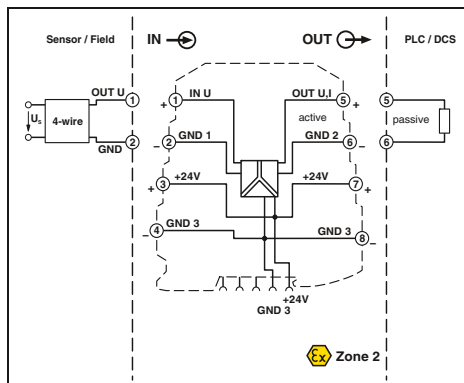 Sensor / Field
IN
OUT
PLC / DCS
OUT U
1
+ 1 IN U
OUT U,I 5 +
5
Us
4-wire
active
passive
GND
2
– 2 GND 1
GND 2 6 –
6
+ 3 +24V
+24V 7 +
– 4 GND 3
GND 3 8 –
+24V
GND 3
Ex Zone 2